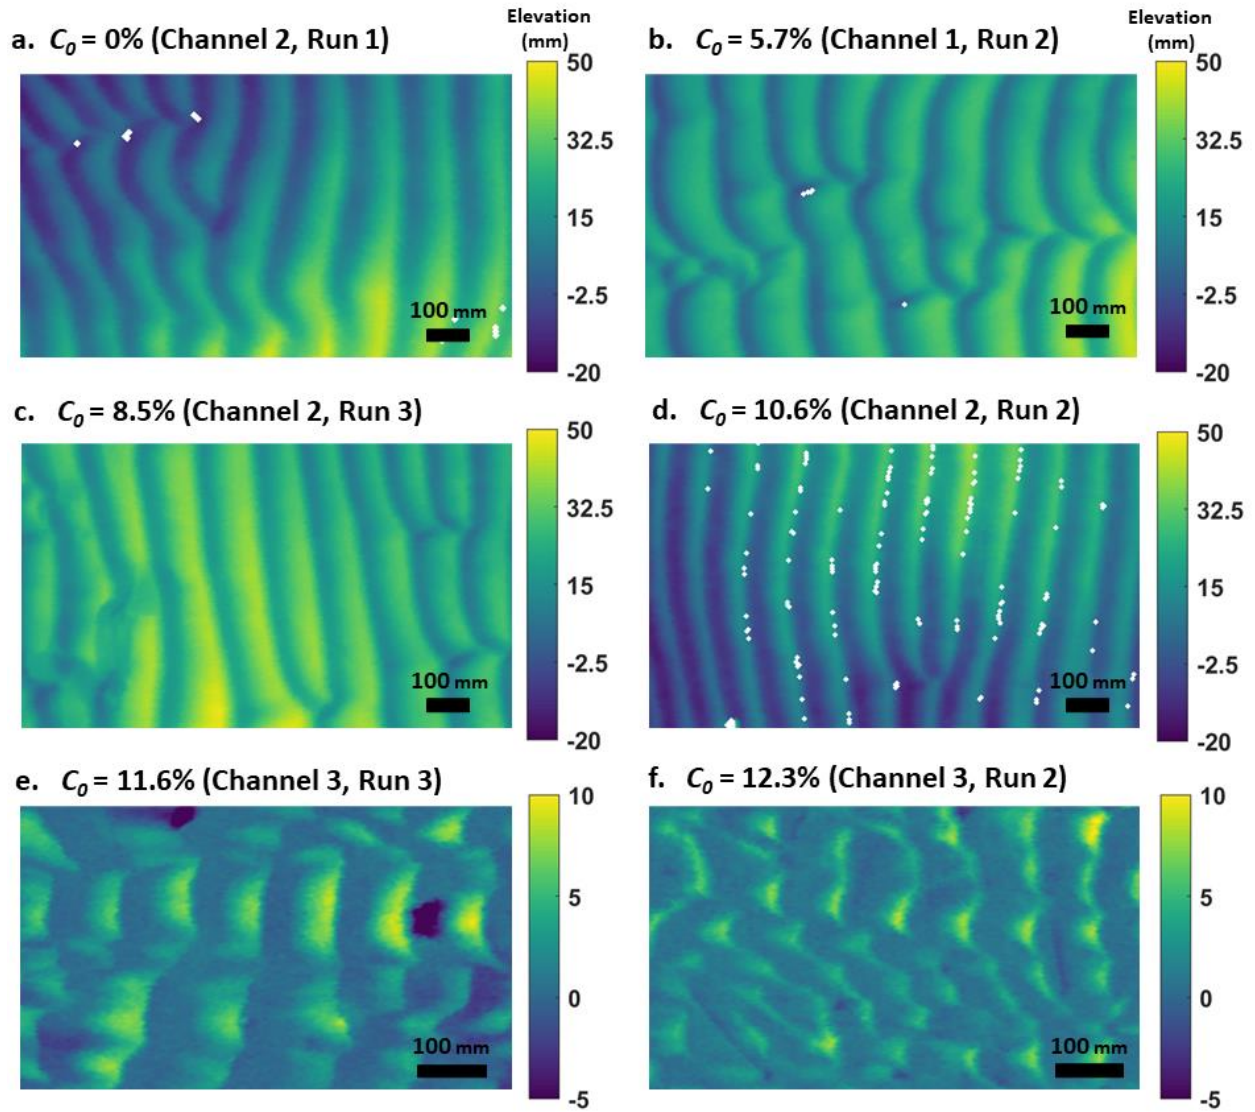 a. C0 = 0% (Channel 2, Run 1)
Elevation
(mm)
50
32.5
15
-2.5
-20
100 mm
b. C0 = 5.7% (Channel 1, Run 2)
Elevation
(mm)
50
32.5
15
-2.5
-20
100 mm
c. C0 = 8.5% (Channel 2, Run 3)
50
32.5
15
-2.5
-20
100 mm
d. C0 = 10.6% (Channel 2, Run 2)
50
32.5
15
-2.5
-20
100 mm
e. C0 = 11.6% (Channel 3, Run 3)
10
5
0
-5
100 mm
f. C0 = 12.3% (Channel 3, Run 2)
10
5
0
-5
100 mm